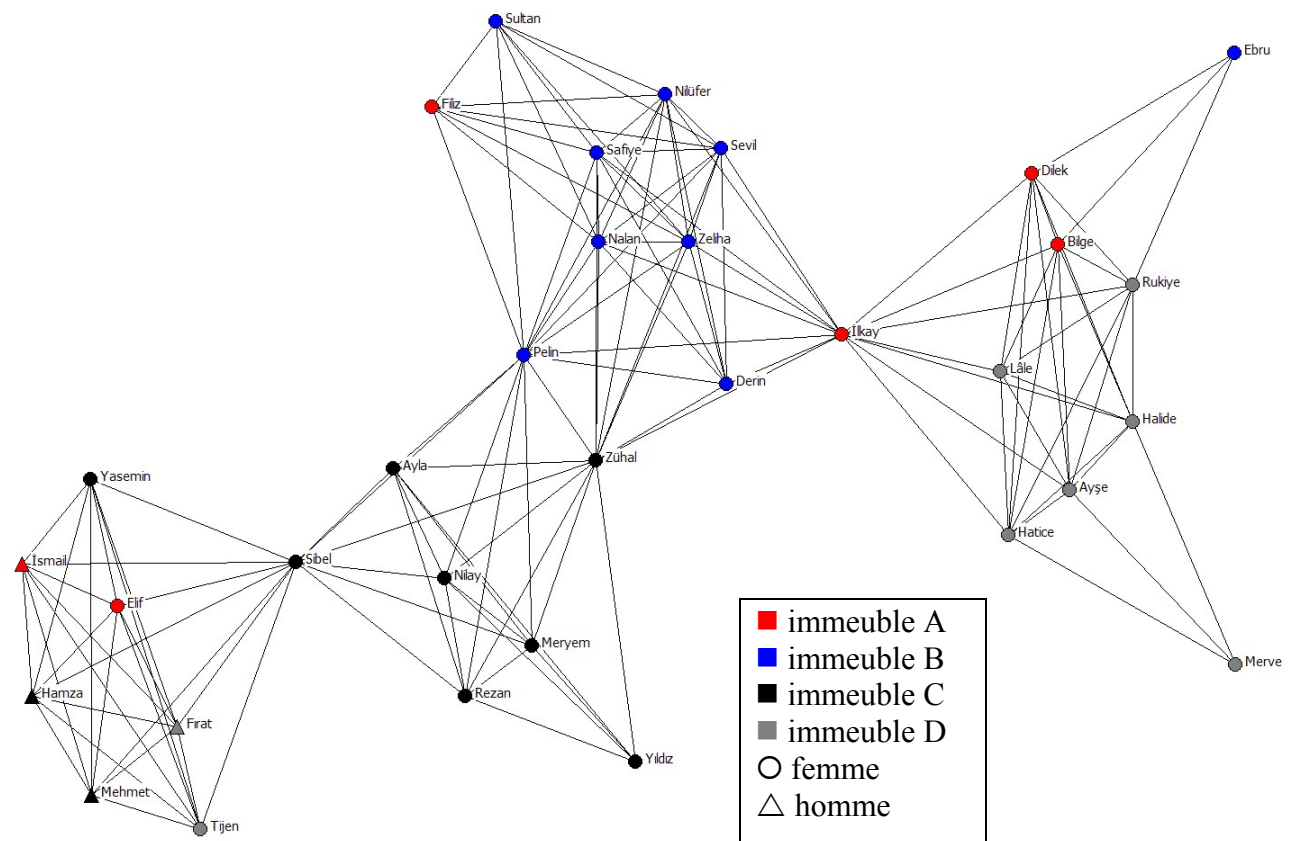 Sultan
Ebru
Nilüfer
Filiz
Sevil
Safiye
Dilek
Nalan
Zeliha
Bilge
Rukiye
İlkay
Pelin
Lâle
Derin
Halide
Zühal
Ayla
Yasemin
Ayşe
Hatice
Sibel
İsmail
Nilay
Elif
Meryem
Merve
Hamza
Rezan
Fırat
Yıldız
Mehmet
Tijen
immeuble A
immeuble B
immeuble C
immeuble D
femme
homme